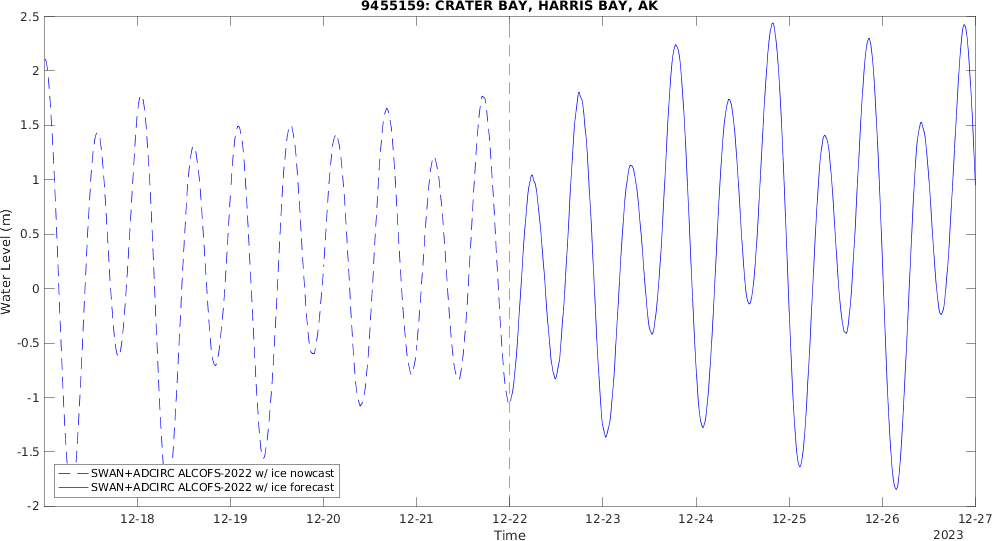 9455159: CRATER BAY, HARRIS BAY, AK
2.5
2
1.5
1
0.5
0
-0.5
-1
-1.5
-2
Water Level (m)
SWAN+ADCIRC ALCOFS-2022 w/ ice nowcast
SWAN+ADCIRC ALCOFS-2022 w/ ice forecast
12-18 12-19 12-20 12-21 12-22 12-23 12-24 12-25 12-26 12-27
Time
2023